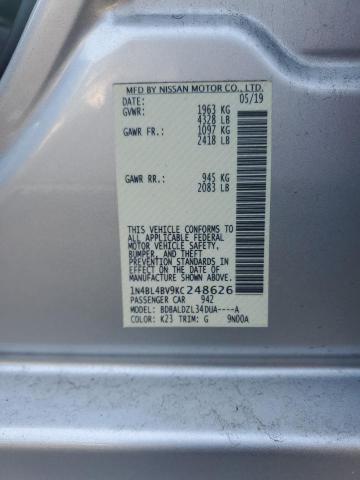 MFD BY NISSAN MOTOR CO., LTD.
DATE: 05/19
GVWR: 1963 KG
4328 LB
GAWR FR: 1097 KG
2418 LB
GAWR RR: 945 KG
2083 LB
THIS VEHICLE CONFORMS TO
ALL APPLICABLE FEDERAL
MOTOR VEHICLE SAFETY,
BUMPER, AND THEFT
PREVENTION STANDARDS
IN EFFECT ON THE DATE OF
MANUFACTURE SHOWN ABOVE.
1N4BL4BV9KC248626
PASSENGER CAR 942
MODEL: BDBALDZL34DUA----A
COLOR: K23 TRIM: G 9N00A